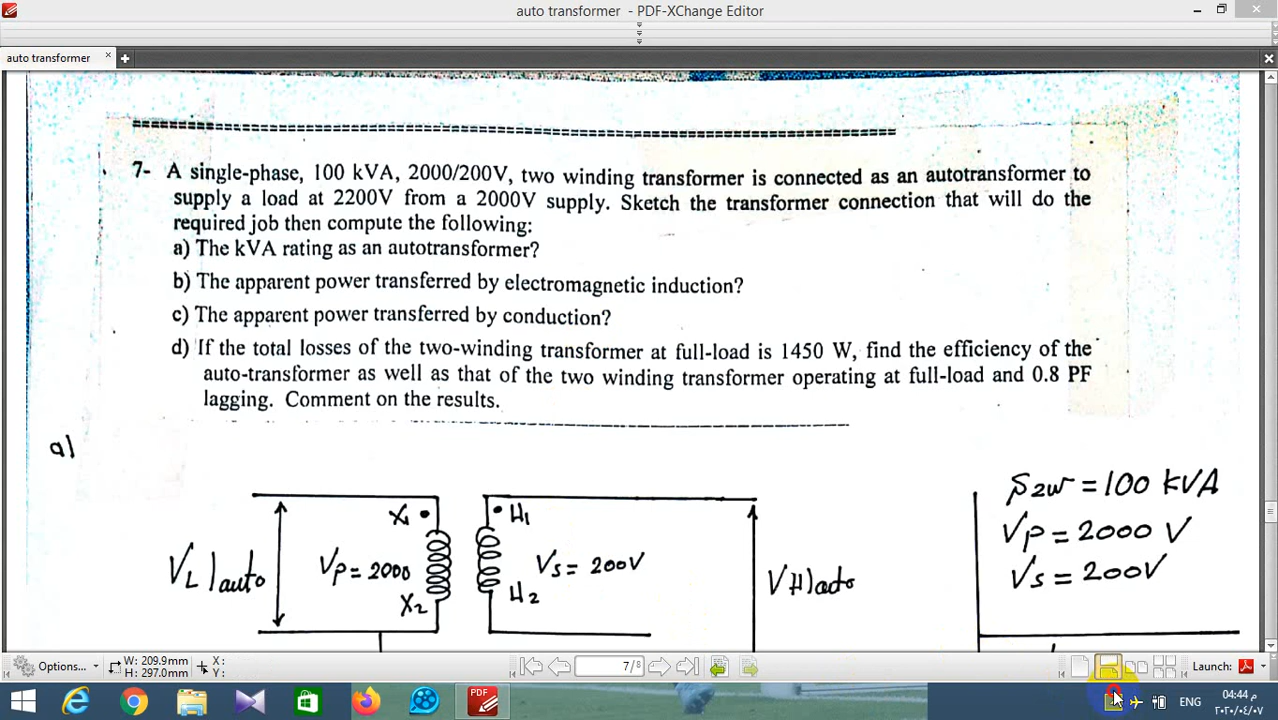 auto transformer - PDF-XChange Editor
auto transformer
7- A single-phase, 100 kVA, 2000/200V, two winding transformer is connected as an autotransformer to
supply a load at 2200V from a 2000V supply. Sketch the transformer connection that will do the
required job then compute the following:
a) The kVA rating as an autotransformer?
b) The apparent power transferred by electromagnetic induction?
c) The apparent power transferred by conduction?
d) If the total losses of the two-winding transformer at full-load is 1450 W, find the efficiency of the
auto-transformer as well as that of the two winding transformer operating at full-load and 0.8 PF
lagging. Comment on the results.
a)
VL)auto
VP = 2000
X1
X2
H1
H2
VS = 200V
VH)auto
S2w = 100 kVA
VP = 2000 V
VS = 200V
Options...
W: 209.9mm
H: 297.0mm
X:
Y:
7/8
Launch:
PDF
ENG
04:44 م
٢٠٢٠/٠٤/٠٧